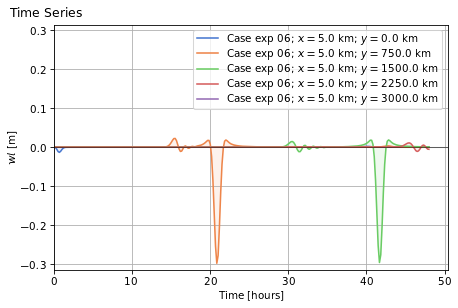 Time Series
Case exp 06; x = 5.0 km; y = 0.0 km
Case exp 06; x = 5.0 km; y = 750.0 km
Case exp 06; x = 5.0 km; y = 1500.0 km
Case exp 06; x = 5.0 km; y = 2250.0 km
Case exp 06; x = 5.0 km; y = 3000.0 km
0.3
0.2
0.1
0.0
−0.1
−0.2
−0.3
wl [m]
0 10 20 30 40 50
Time [hours]